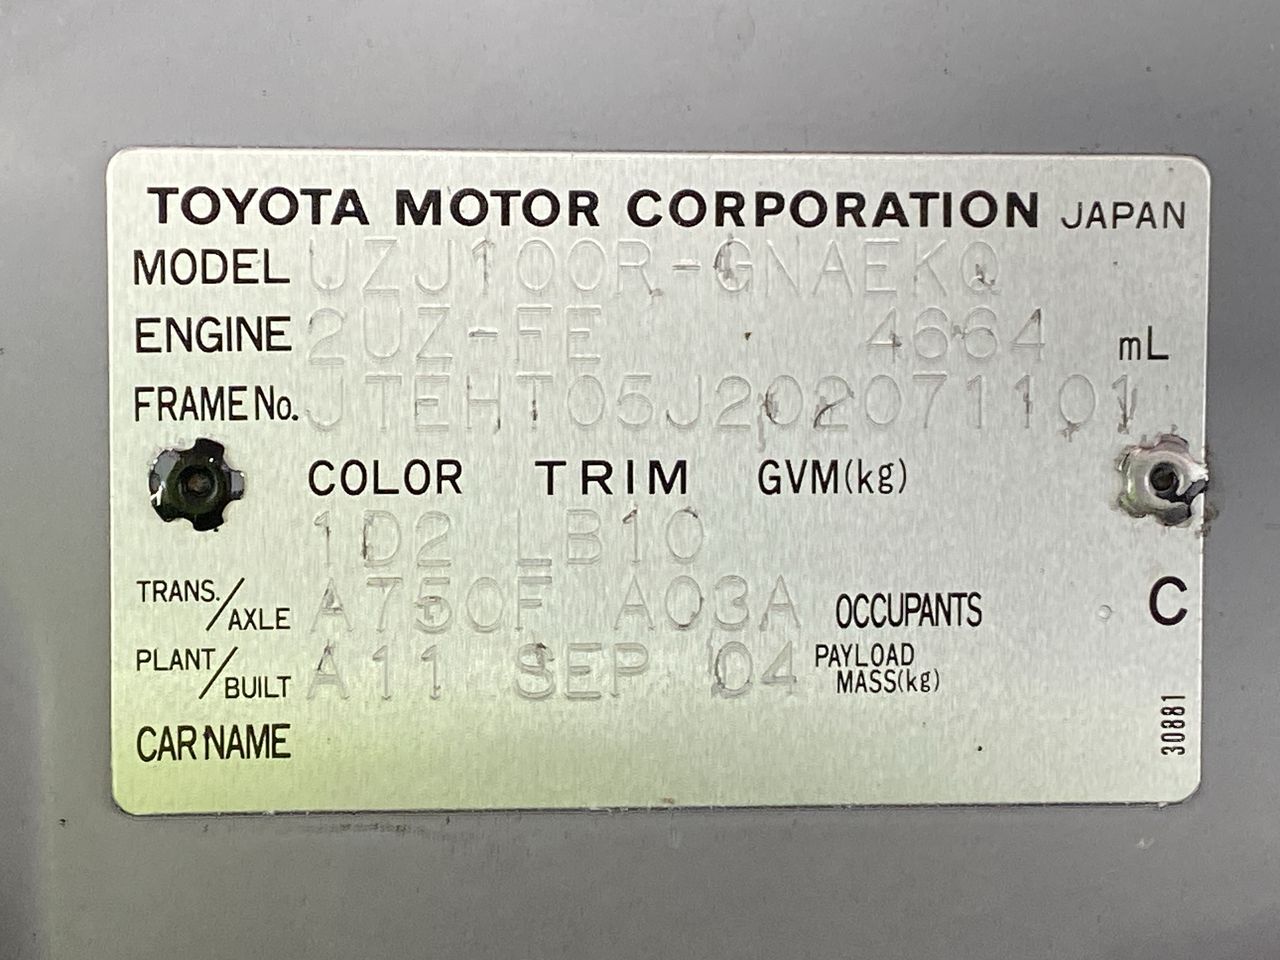 TOYOTA MOTOR CORPORATION JAPAN
MODEL UZJ100R-GNAEKQ
ENGINE 2UZ-FE 4664 mL
FRAME No. JTEHT05J202071101
COLOR TRIM GVM(kg)
1D2 LB10
TRANS./AXLE A750F A03A OCCUPANTS C
PLANT/BUILT A11 SEP 04 PAYLOAD MASS(kg)
CAR NAME
30881